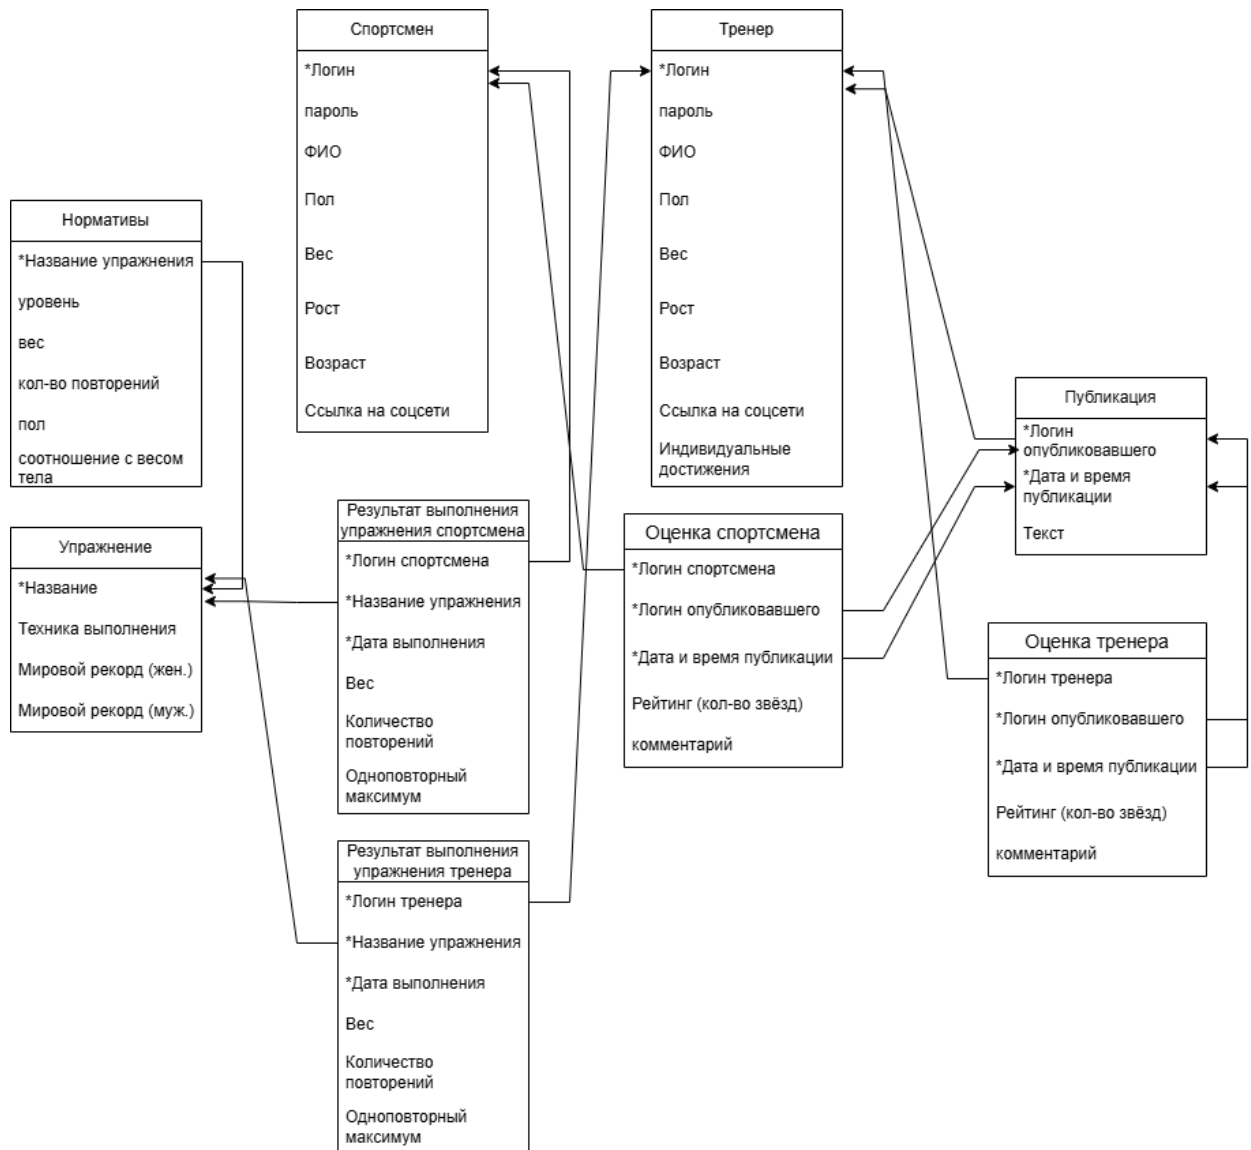 Спортсмен
*Логин
пароль
ФИО
Пол
Вес
Рост
Возраст
Ссылка на соцсети
Тренер
*Логин
пароль
ФИО
Пол
Вес
Рост
Возраст
Ссылка на соцсети
Индивидуальные
достижения
Нормативы
*Название упражнения
уровень
вес
кол-во повторений
пол
соотношение с весом
тела
Упражнение
*Название
Техника выполнения
Мировой рекорд (жен.)
Мировой рекорд (муж.)
Результат выполнения
упражнения спортсмена
*Логин спортсмена
*Название упражнения
*Дата выполнения
Вес
Количество
повторений
Одноповторный
максимум
Результат выполнения
упражнения тренера
*Логин тренера
*Название упражнения
*Дата выполнения
Вес
Количество
повторений
Одноповторный
максимум
Оценка спортсмена
*Логин спортсмена
*Логин опубликовавшего
*Дата и время публикации
Рейтинг (кол-во звёзд)
комментарий
Публикация
*Логин
опубликовавшего
*Дата и время
публикации
Текст
Оценка тренера
*Логин тренера
*Логин опубликовавшего
*Дата и время публикации
Рейтинг (кол-во звёзд)
комментарий